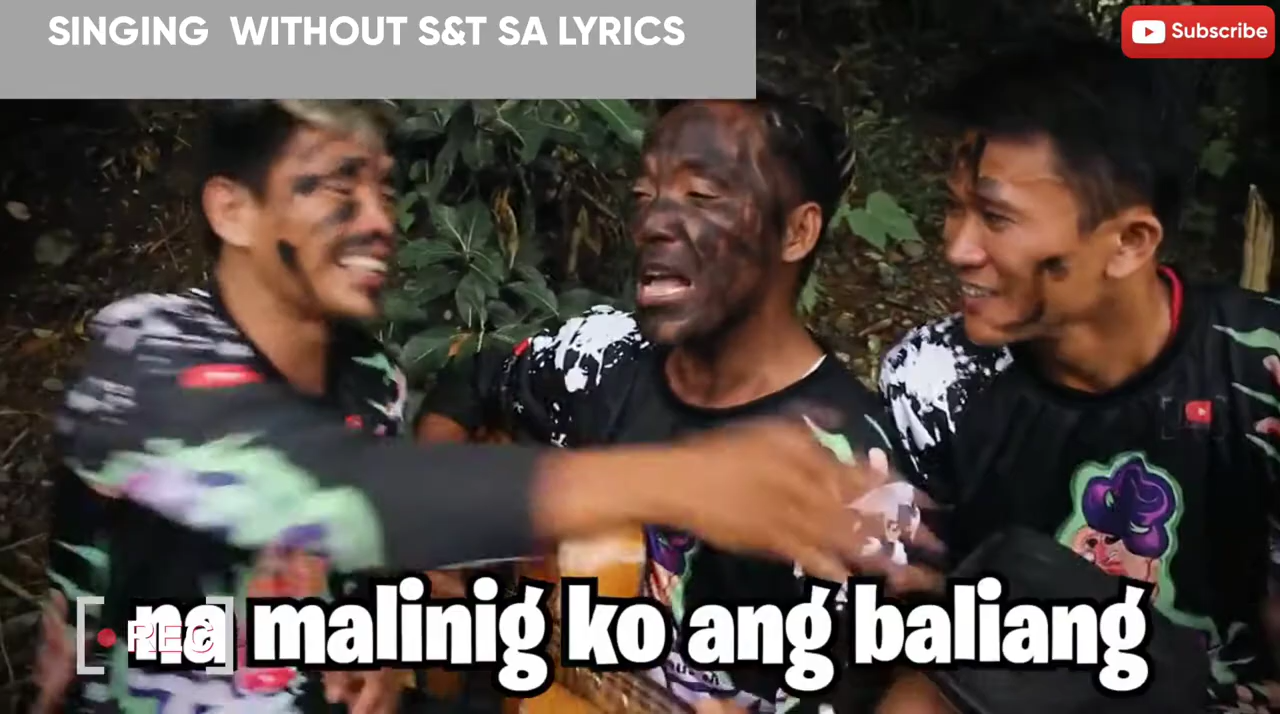 SINGING WITHOUT S&T SA LYRICS
Subscribe
na malinig ko ang baliang
REC